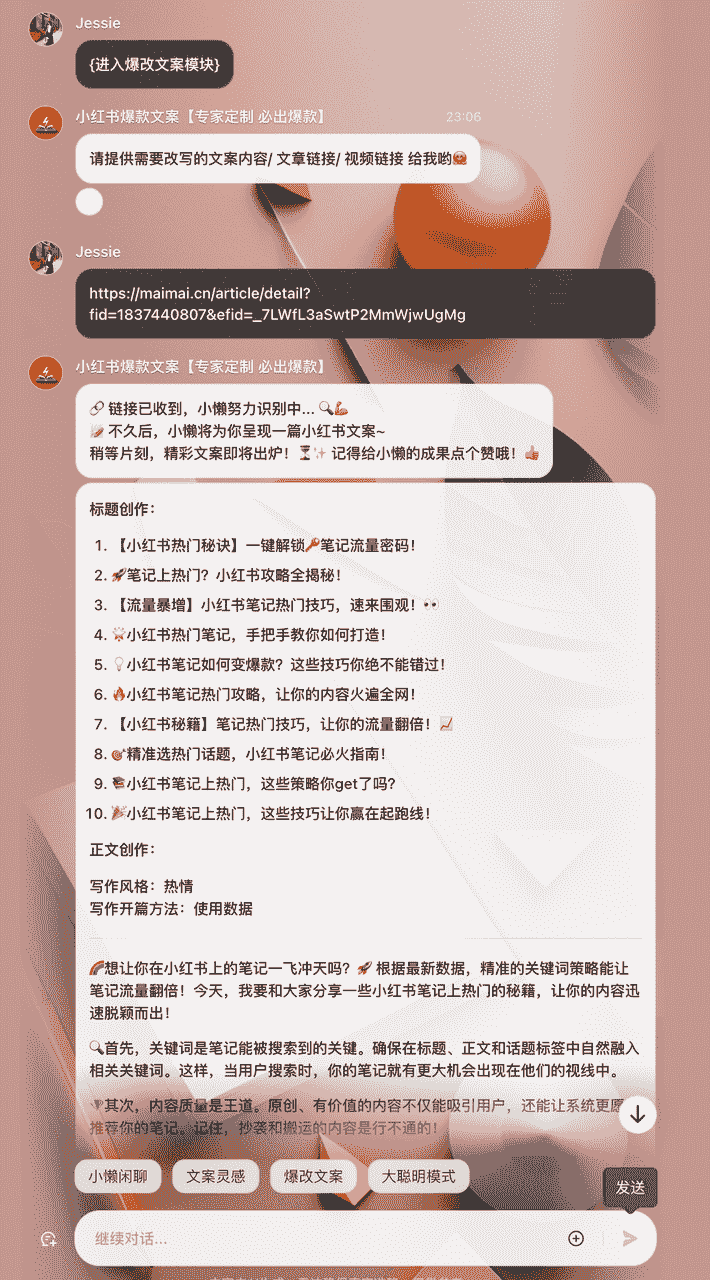 Jessie
{进入爆改文案模块}
小红书爆款文案【专家定制 必出爆款】 23:06
请提供需要改写的文案内容/ 文章链接/ 视频链接 给我哟🤗
Jessie
https://maimai.cn/article/detail?
fid=1837440807&efid=_7LWfL3aSwtP2MmWjwUgMg
小红书爆款文案【专家定制 必出爆款】
🔗 链接已收到，小懒努力识别中... 🔍💪
不久后，小懒将为你呈现一篇小红书文案~
稍等片刻，精彩文案即将出炉！⏳✨ 记得给小懒的成果点个赞哦！👍
标题创作：
1. 【小红书热门秘诀】一键解锁🔑笔记流量密码！
2. 🚀笔记上热门？小红书攻略全揭秘！
3. 【流量暴增】小红书笔记热门技巧，速来围观！👀
4. 🌟小红书热门笔记，手把手教你如何打造！
5. 💡小红书笔记如何变爆款？这些技巧你绝不能错过！
6. 🔥小红书笔记热门攻略，让你的内容火遍全网！
7. 【小红书秘籍】笔记热门技巧，让你的流量翻倍！📈
8. 🎯精准选热门话题，小红书笔记必火指南！
9. 📚小红书笔记上热门，这些策略你get了吗?
10. 🎉小红书笔记上热门，这些技巧让你赢在起跑线！
正文创作：
写作风格：热情
写作开篇方法：使用数据
🌈想让你在小红书上的笔记一飞冲天吗？🚀 根据最新数据，精准的关键词策略能让
笔记流量翻倍！今天，我要和大家分享一些小红书笔记上热门的秘籍，让你的内容迅
速脱颖而出！
🔍首先，关键词是笔记能被搜索到的关键。确保在标题、正文和话题标签中自然融入
相关关键词。这样，当用户搜索时，你的笔记就有更大机会出现在他们的视线中。
其次，内容质量是王道。原创、有价值的内容不仅能吸引用户，还能让系统更愿
推荐你的笔记。记住，抄袭和搬运的内容是行不通的！
小懒闲聊
文案灵感
爆改文案
大聪明模式
发送
继续对话...